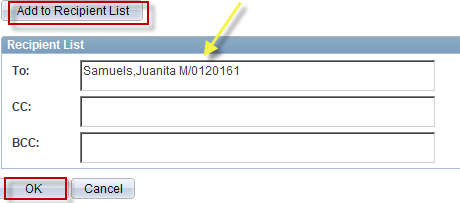 Add to Recipient List
Recipient List
To: Samuels,Juanita M/0120161
CC:
BCC:
OK Cancel